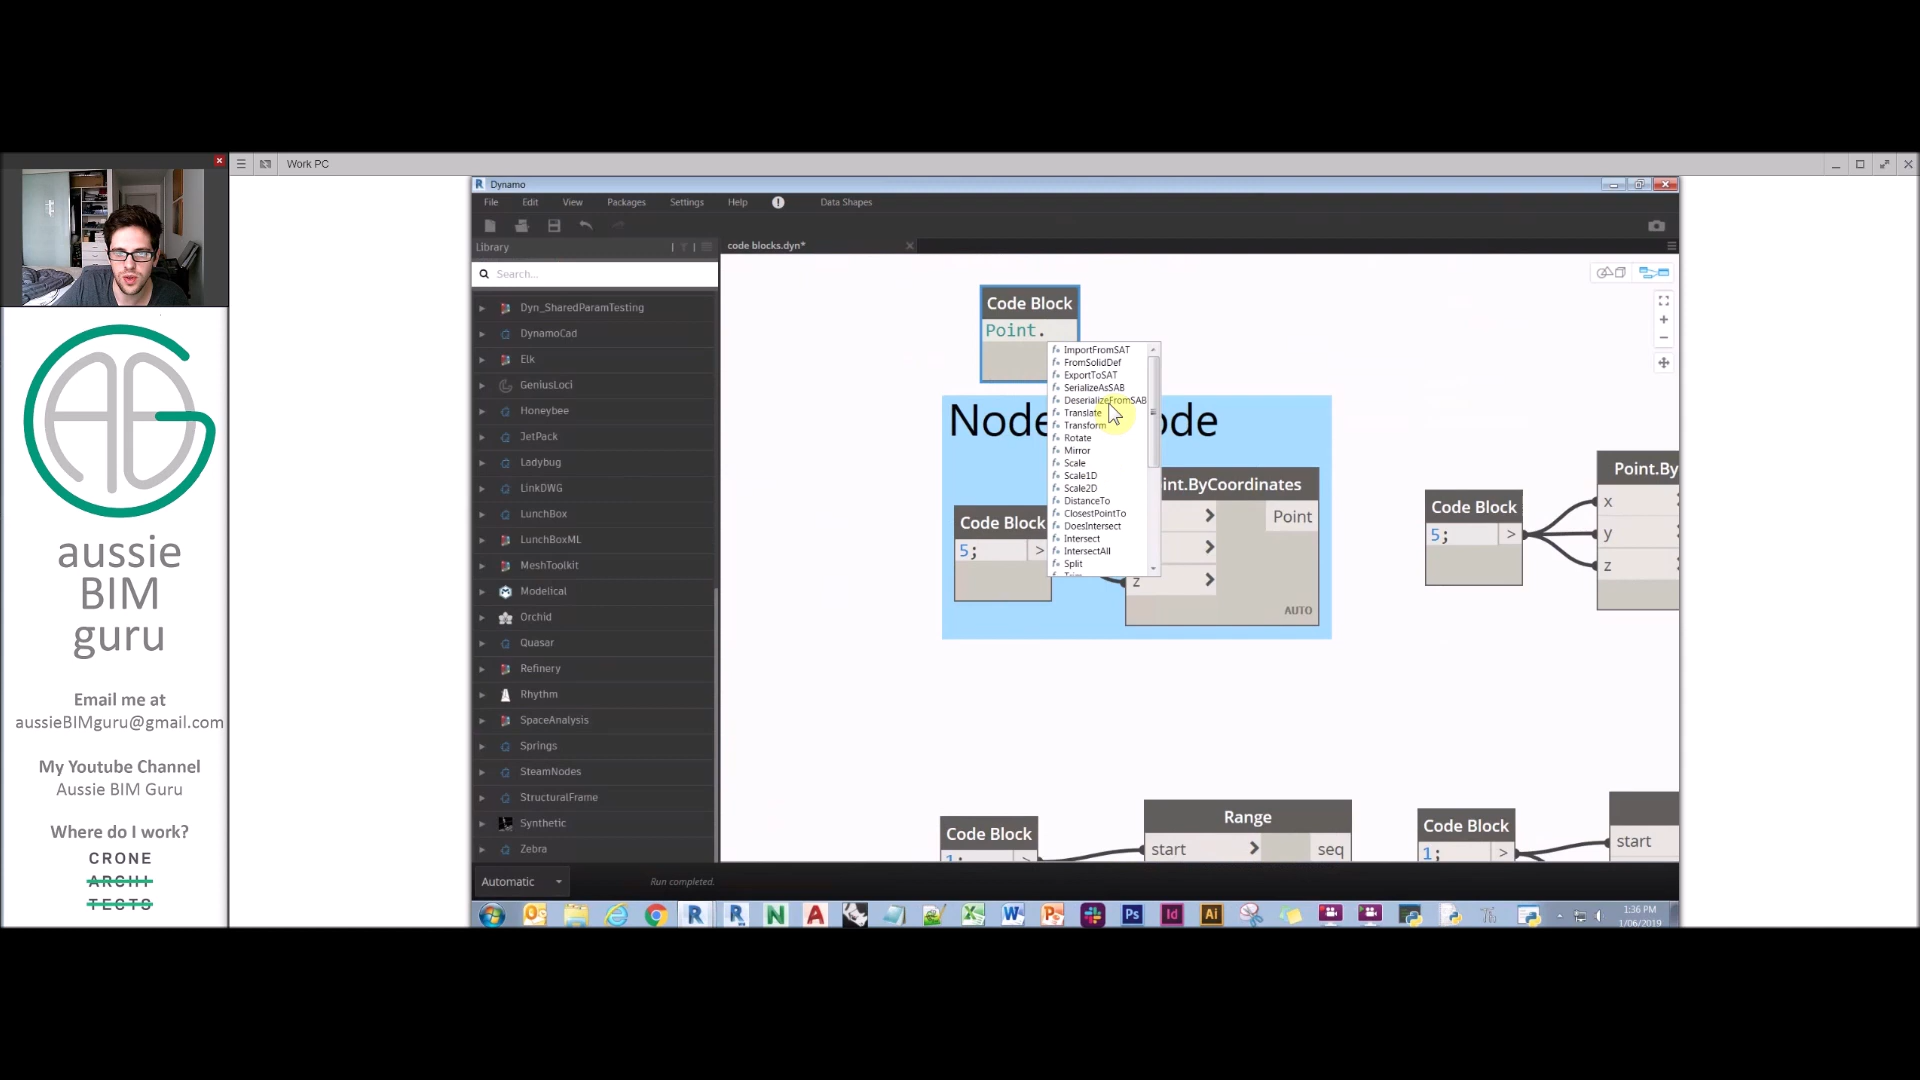 Work PC
Dynamo
File Edit View Packages Settings Help Data Shapes
Library
code blocks.dyn*
Search...
Dyn_SharedParamTesting
DynamoCad
Elk
GeniusLoci
Honeybee
JetPack
Ladybug
LinkDWG
LunchBox
LunchBoxML
MeshToolkit
Modelical
Orchid
Quasar
Refinery
Rhythm
SpaceAnalysis
Springs
SteamNodes
StructuralFrame
Synthetic
Zebra
Automatic
Run completed.
Code Block
Point.
ImportFromSAT
FromSolidDef
ExportToSAT
SerializeAsSAB
DeserializeFromSAB
Translate
Transform
Rotate
Mirror
Scale
Scale1D
Scale2D
DistanceTo
ClosestPointTo
DoesIntersect
Intersect
IntersectAll
Split
Node ode
Code Block
5; >
int.ByCoordinates
Point
z
AUTO
Code Block
5; >
Point.By
x
y
z
Code Block
1; >
Range
start
seq
Code Block
1; >
start
AG
aussie
BIM
guru
Email me at
aussieBIMguru@gmail.com
My Youtube Channel
Aussie BIM Guru
Where do I work?
CRONE
ARCHI
TECTS
1:36 PM
1/06/2019